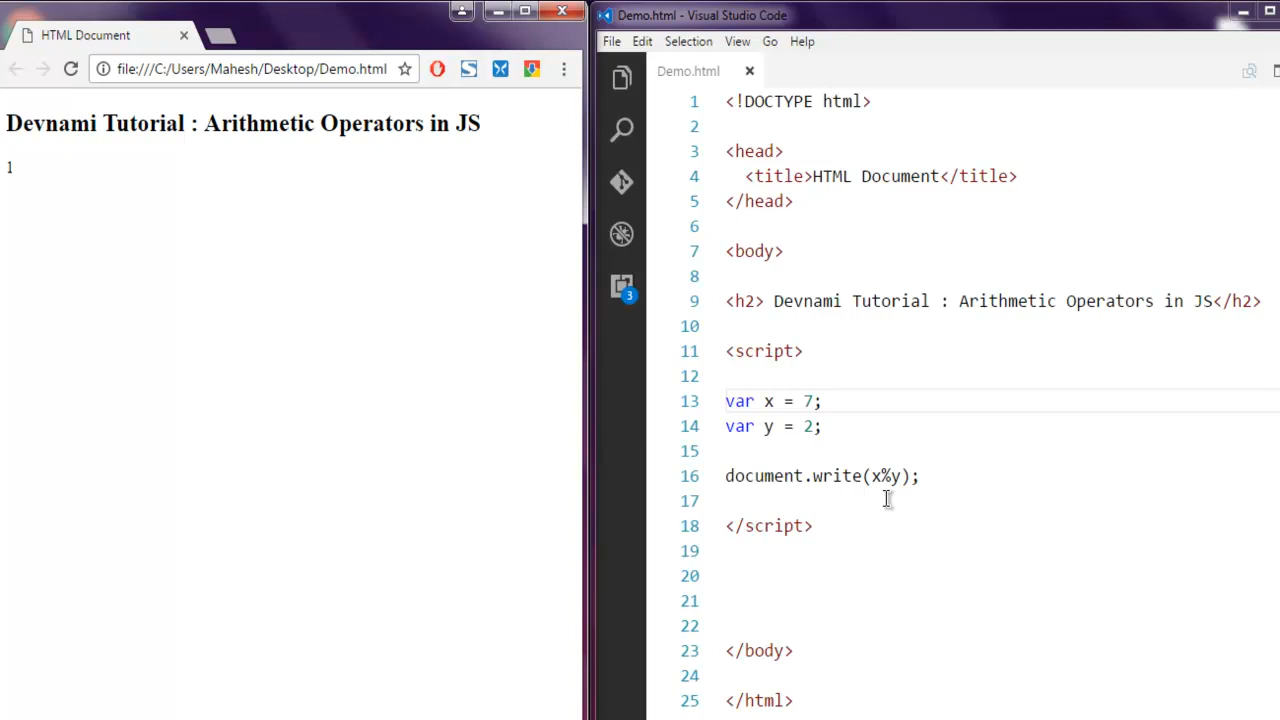 HTML Document
file:///C:/Users/Mahesh/Desktop/Demo.html
Devnami Tutorial : Arithmetic Operators in JS
1
Demo.html - Visual Studio Code
File Edit Selection View Go Help
Demo.html
3
1 <!DOCTYPE html>
2
3 <head>
4 <title>HTML Document</title>
5 </head>
6
7 <body>
8
9 <h2> Devnami Tutorial : Arithmetic Operators in JS</h2>
10
11 <script>
12
13 var x = 7;
14 var y = 2;
15
16 document.write(x%y);
17
18 </script>
19
20
21
22
23 </body>
24
25 </html>